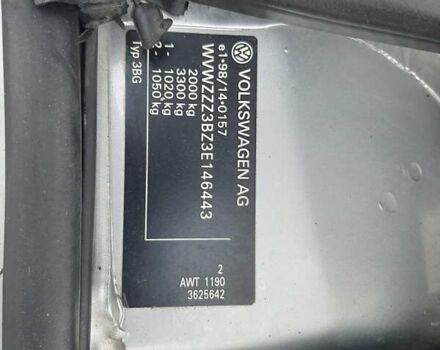 VOLKSWAGEN AG
e1*98/14*0157
WVWZZZ3BZ3E146443
2000 kg
3300 kg
1 - 1020 kg
2 - 1050 kg
Typ 3BG
2
AWT 1190
3625642